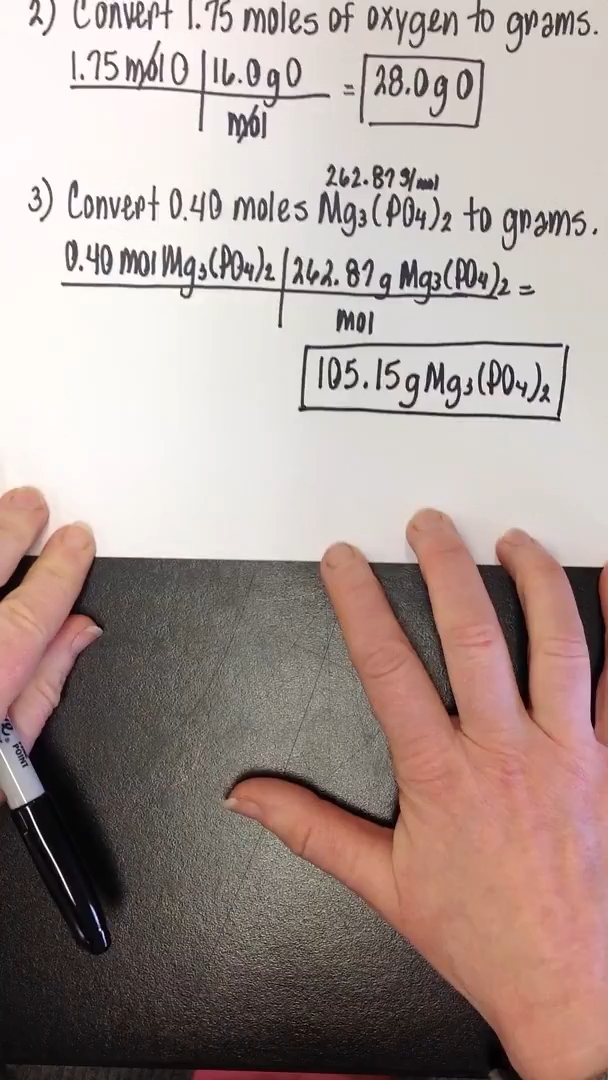 2) Convert 1.75 moles of oxygen to grams.
1.75 mol O | 16.0 g O = 28.0 g O
mol
262.87 g/mol
3) Convert 0.40 moles Mg₃(PO₄)₂ to grams.
0.40 mol Mg₃(PO₄)₂ | 262.87 g Mg₃(PO₄)₂ =
mol
105.15 g Mg₃(PO₄)₂
POINT